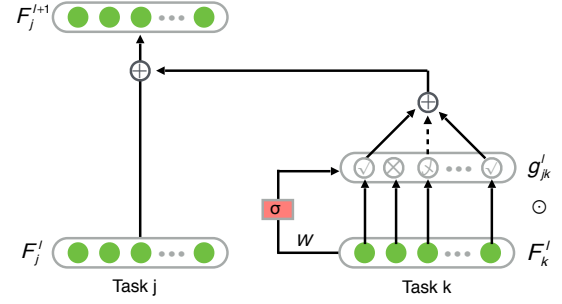 F_j^{l+1}
g_{jk}^l
σ
⊙
W
F_j^l
F_k^l
Task j
Task k